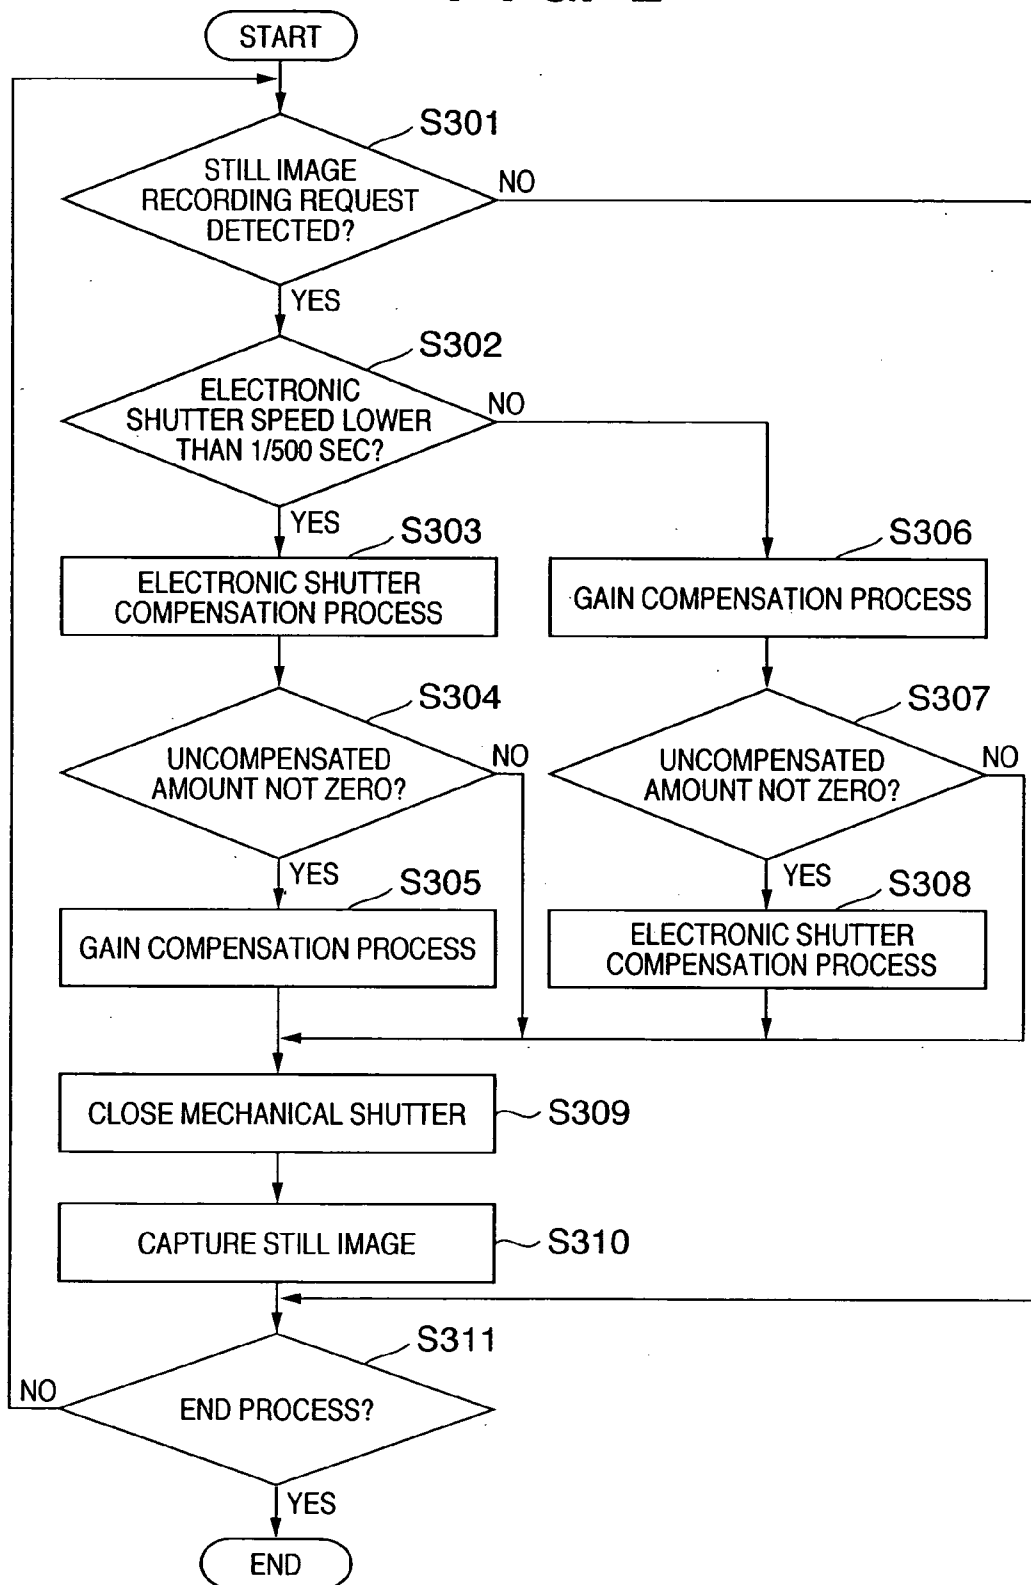 START
S301
STILL IMAGE
RECORDING REQUEST
DETECTED?
NO
YES
S302
ELECTRONIC
SHUTTER SPEED LOWER
THAN 1/500 SEC?
NO
YES
S303
ELECTRONIC SHUTTER
COMPENSATION PROCESS
S306
GAIN COMPENSATION PROCESS
S304
UNCOMPENSATED
AMOUNT NOT ZERO?
NO
YES
S307
UNCOMPENSATED
AMOUNT NOT ZERO?
NO
YES
S305
GAIN COMPENSATION PROCESS
S308
ELECTRONIC SHUTTER
COMPENSATION PROCESS
CLOSE MECHANICAL SHUTTER
S309
CAPTURE STILL IMAGE
S310
S311
END PROCESS?
NO
YES
END